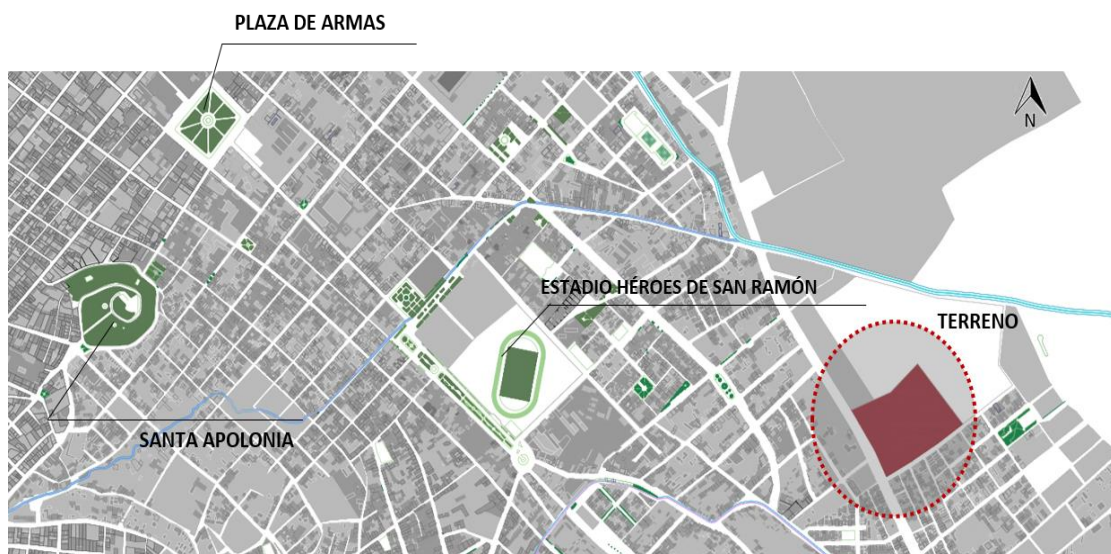 PLAZA DE ARMAS
N
ESTADIO HÉROES DE SAN RAMÓN
TERRENO
SANTA APOLONIA